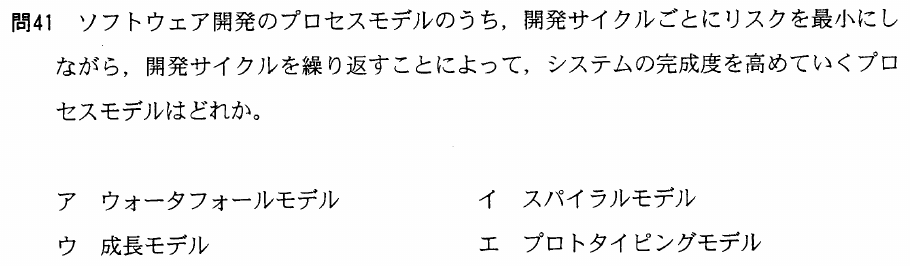 問41 ソフトウェア開発のプロセスモデルのうち，開発サイクルごとにリスクを最小にし
ながら，開発サイクルを繰り返すことによって，システムの完成度を高めていくプロ
セスモデルはどれか。
ア ウォータフォールモデル イ スパイラルモデル
ウ 成長モデル エ プロトタイピングモデル